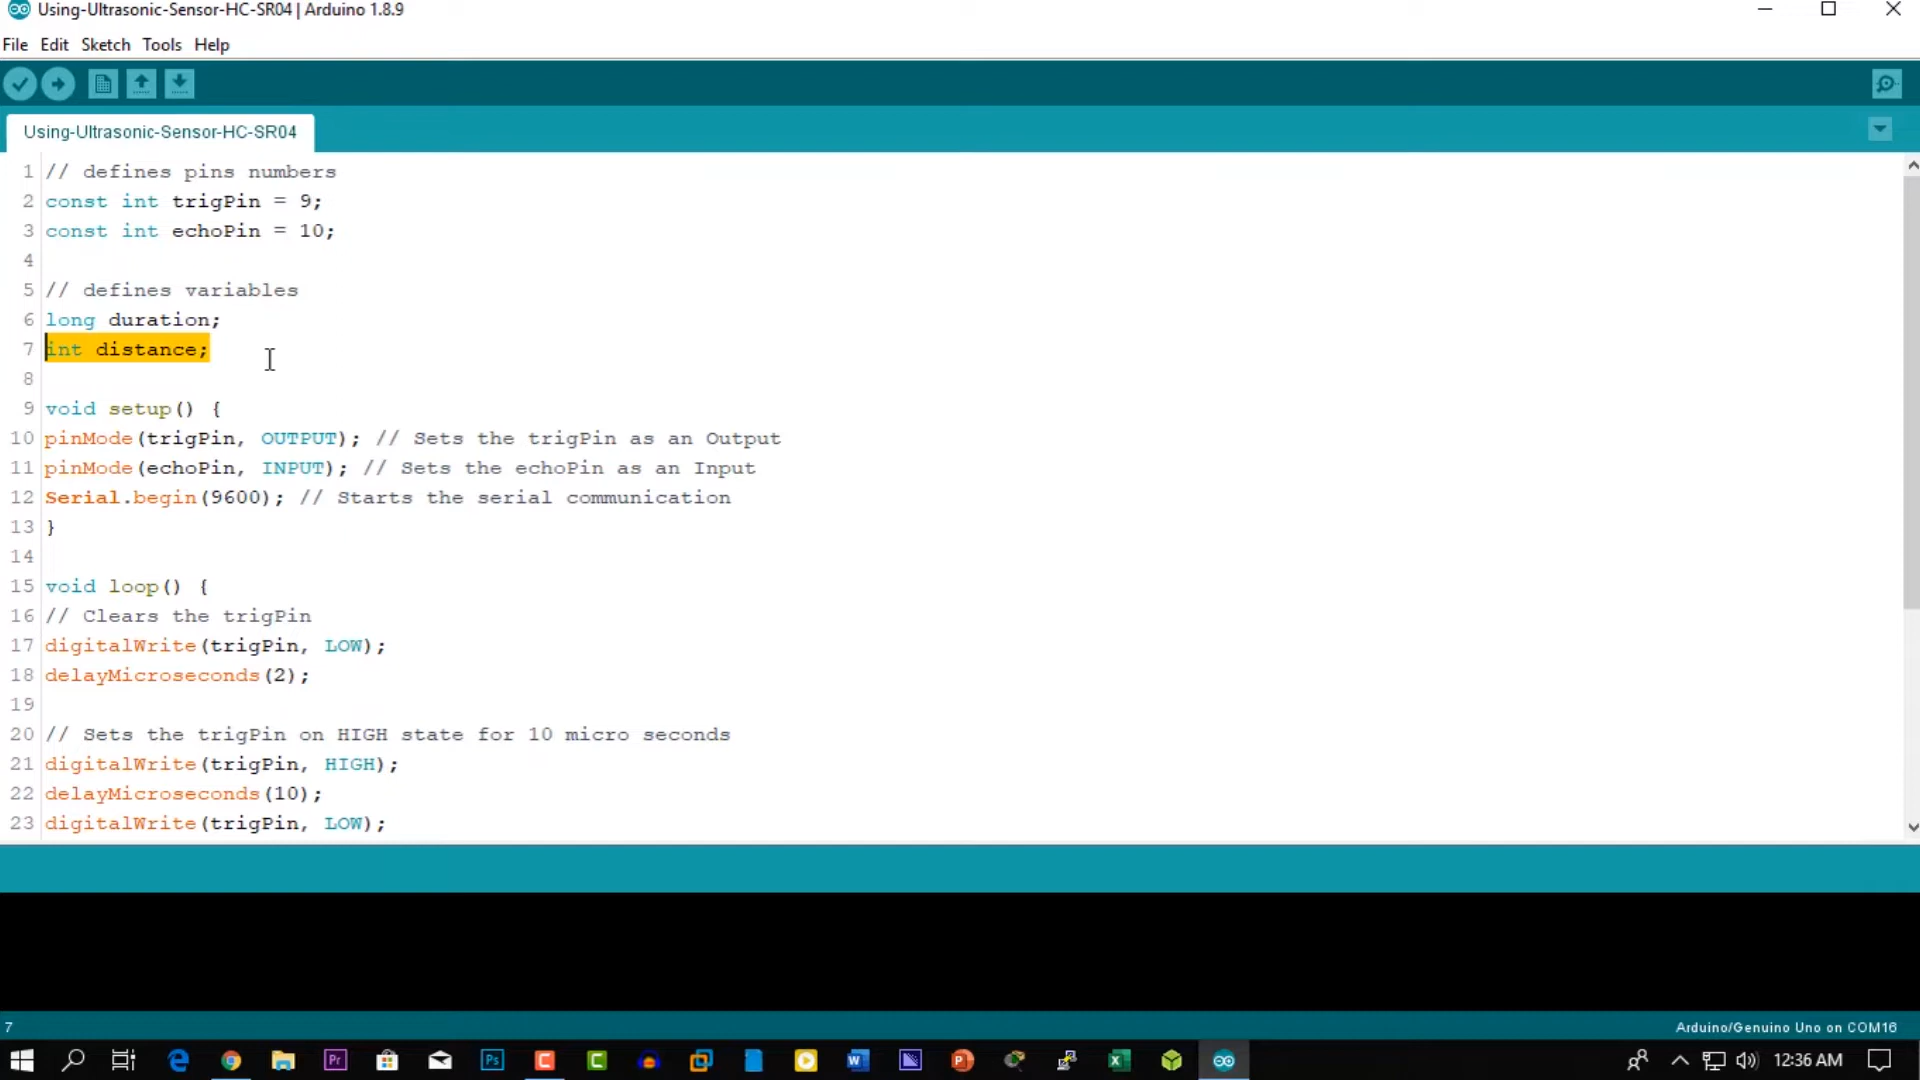 Using-Ultrasonic-Sensor-HC-SR04 | Arduino 1.8.9
File Edit Sketch Tools Help
Using-Ultrasonic-Sensor-HC-SR04
1 // defines pins numbers
2 const int trigPin = 9;
3 const int echoPin = 10;
4
5 // defines variables
6 long duration;
7 int distance;
8
9 void setup() {
10 pinMode(trigPin, OUTPUT); // Sets the trigPin as an Output
11 pinMode(echoPin, INPUT); // Sets the echoPin as an Input
12 Serial.begin(9600); // Starts the serial communication
13 }
14
15 void loop() {
16 // Clears the trigPin
17 digitalWrite(trigPin, LOW);
18 delayMicroseconds(2);
19
20 // Sets the trigPin on HIGH state for 10 micro seconds
21 digitalWrite(trigPin, HIGH);
22 delayMicroseconds(10);
23 digitalWrite(trigPin, LOW);
7 Arduino/Genuino Uno on COM16
Pr Ps C C W P X 12:36 AM